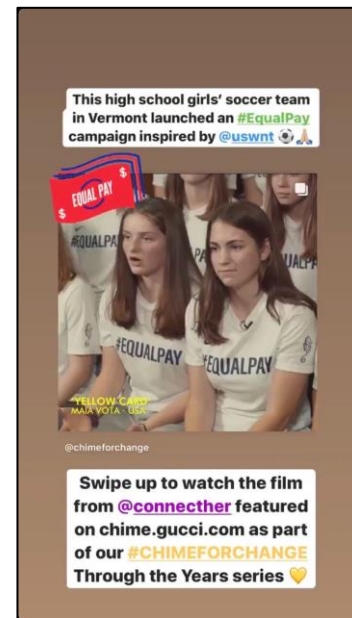 This high school girls' soccer team
in Vermont launched an #EqualPay
campaign inspired by @uswnt ⚽🙏🏼
$
EQUAL PAY
$
#EQUALPAY
#EQUALPAY
#EQUALPAY
"YELLOW CARD"
MAIA VOTA - USA
@chimeforchange
Swipe up to watch the film
from @connecther featured
on chime.gucci.com as part
of our #CHIMEFORCHANGE
Through the Years series 💛